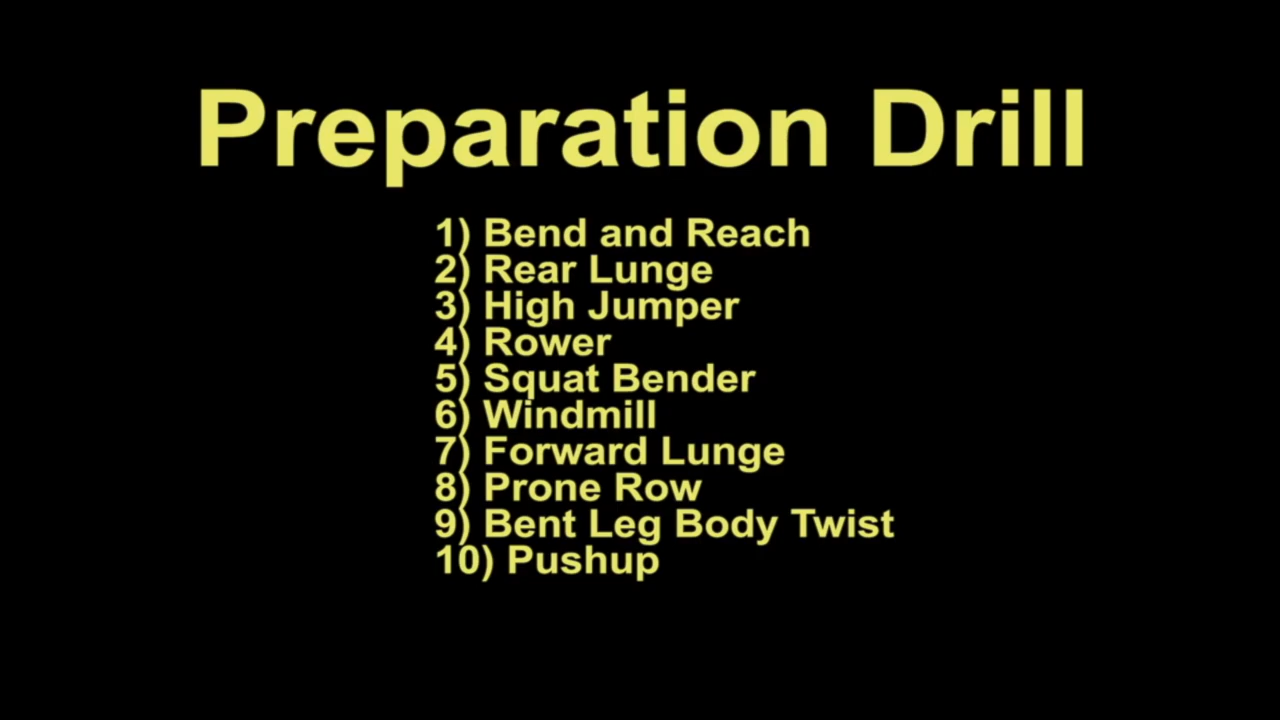 Preparation Drill
1) Bend and Reach
2) Rear Lunge
3) High Jumper
4) Rower
5) Squat Bender
6) Windmill
7) Forward Lunge
8) Prone Row
9) Bent Leg Body Twist
10) Pushup